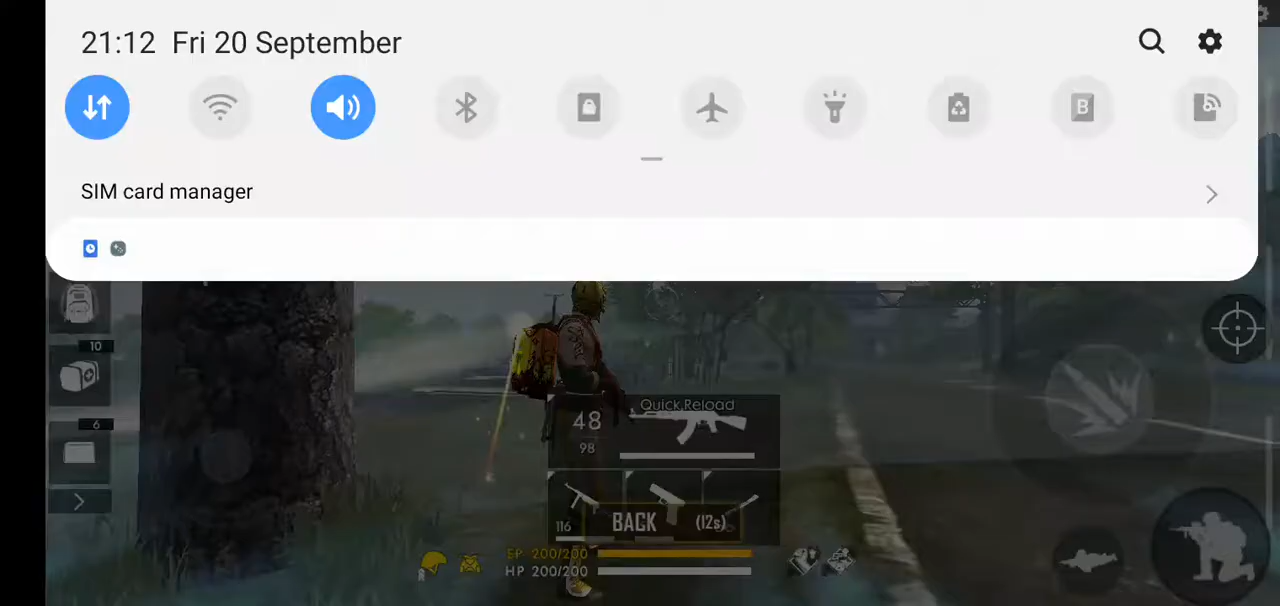 21:12 Fri 20 September
B
SIM card manager
10
6
Quick Reload
48
98
116
BACK (12s)
SP 200/200
HP 200/200